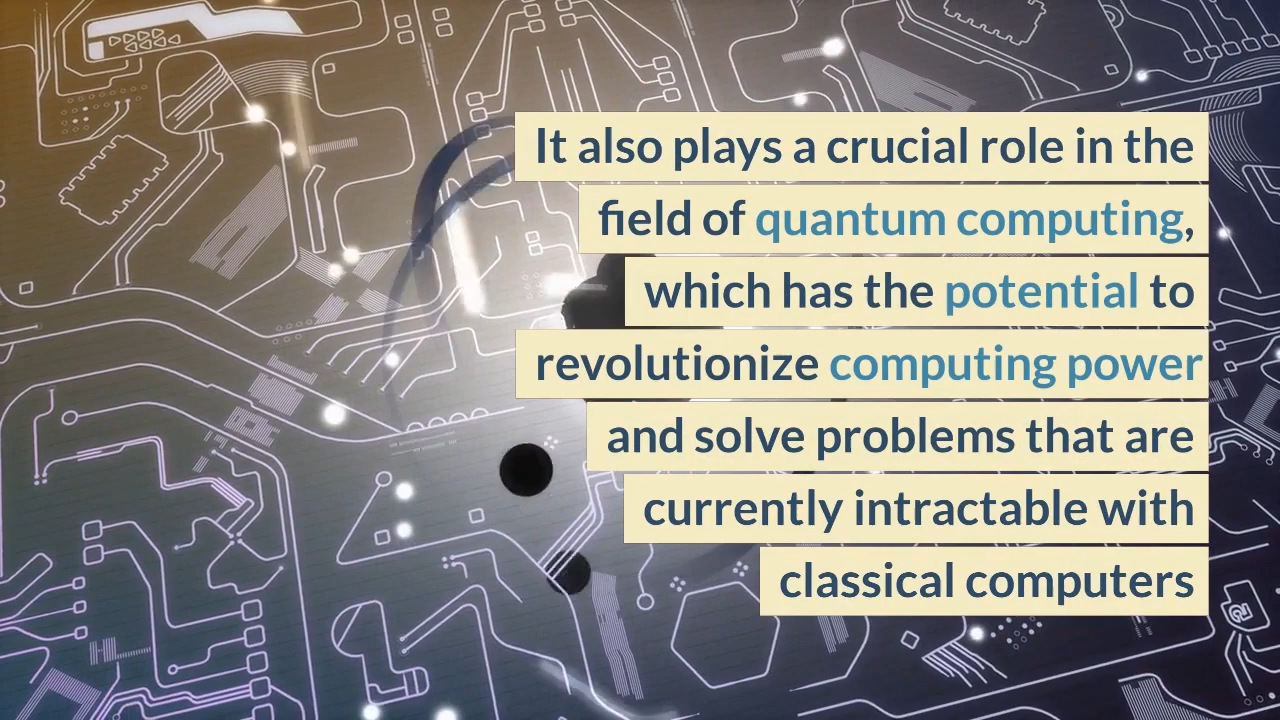 It also plays a crucial role in the
field of quantum computing,
which has the potential to
revolutionize computing power
and solve problems that are
currently intractable with
classical computers